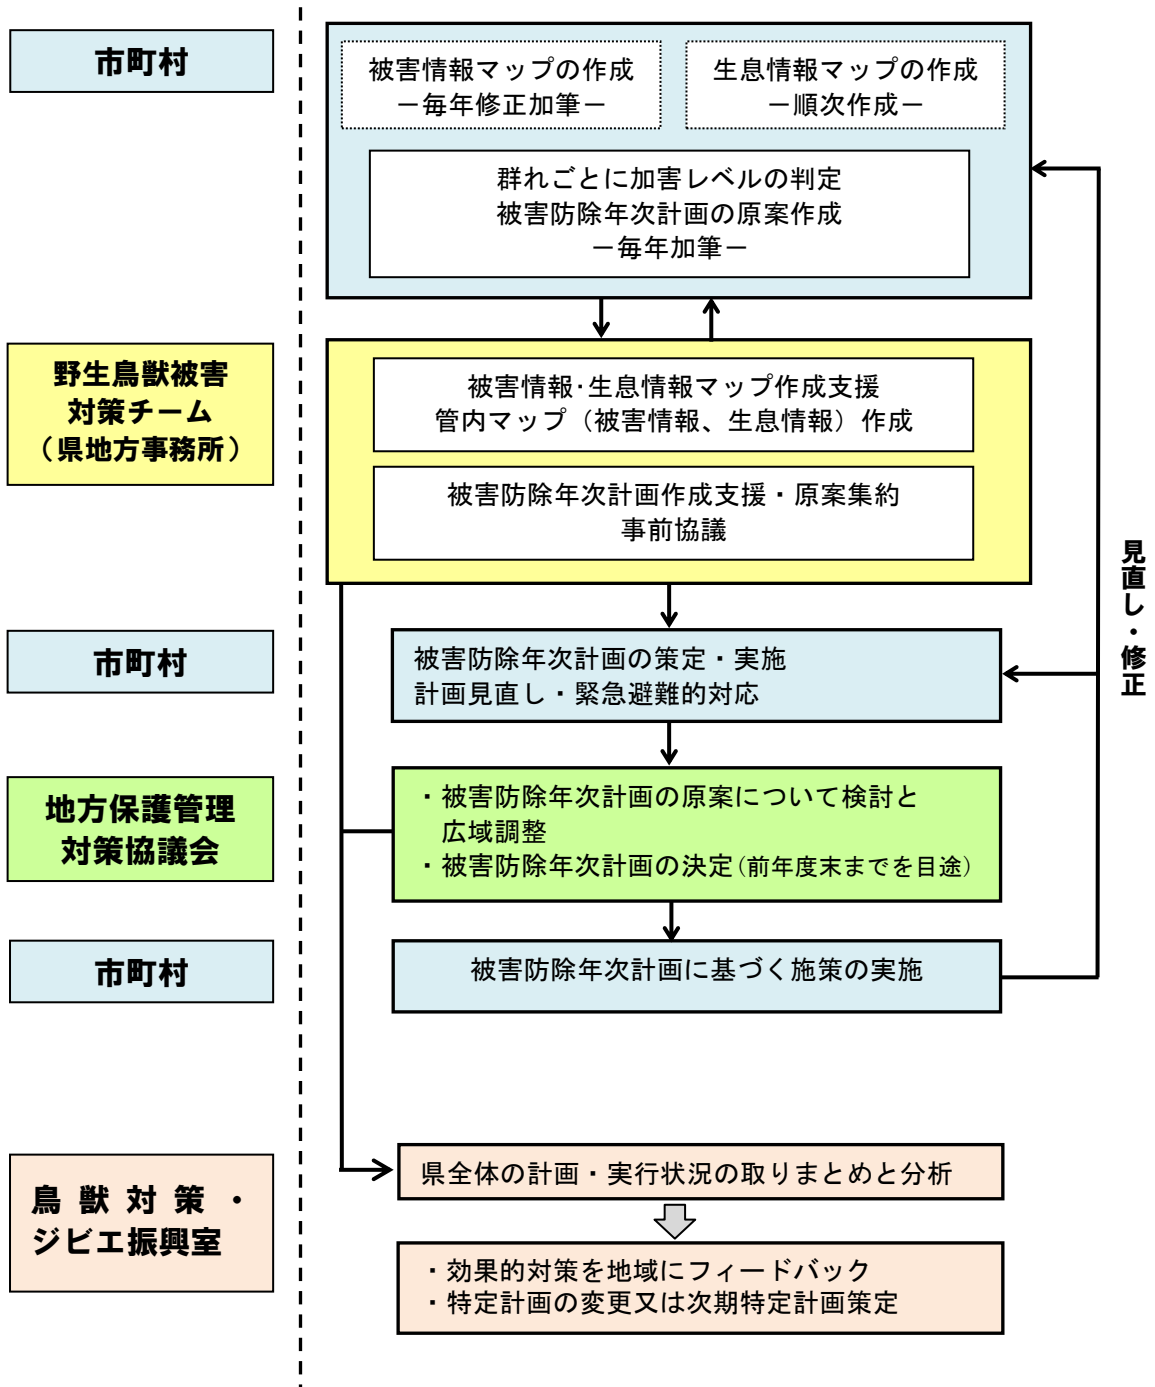 市町村
被害情報マップの作成
－毎年修正加筆－
生息情報マップの作成
－順次作成－
群れごとに加害レベルの判定
被害防除年次計画の原案作成
－毎年加筆－
野生鳥獣被害
対策チーム
（県地方事務所）
被害情報･生息情報マップ作成支援
管内マップ（被害情報、生息情報）作成
被害防除年次計画作成支援・原案集約
事前協議
見直し・修正
市町村
被害防除年次計画の策定・実施
計画見直し・緊急避難的対応
地方保護管理
対策協議会
・被害防除年次計画の原案について検討と
広域調整
・被害防除年次計画の決定(前年度末までを目途)
市町村
被害防除年次計画に基づく施策の実施
鳥獣対策・
ジビエ振興室
県全体の計画・実行状況の取りまとめと分析
・効果的対策を地域にフィードバック
・特定計画の変更又は次期特定計画策定